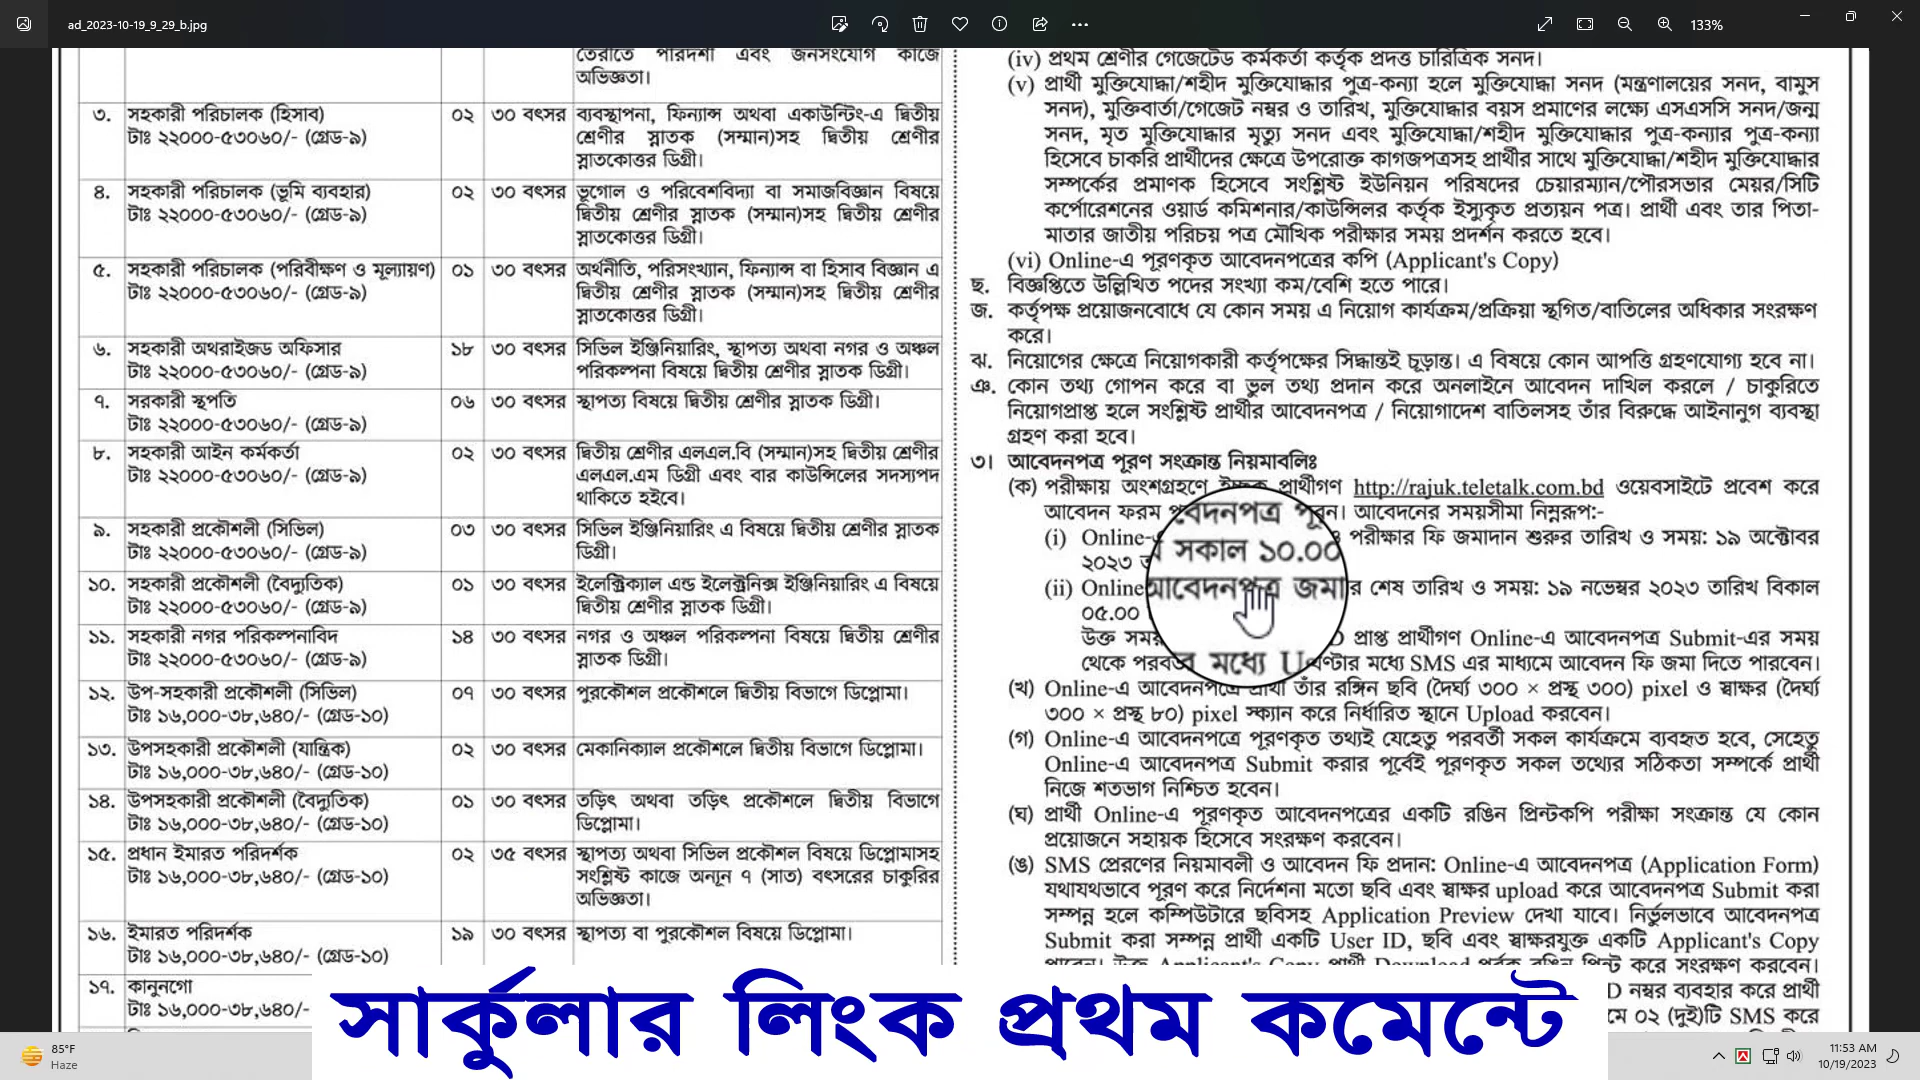 ad_2023-10-19_9_29_b.jpg
133%
তৈরীতে পারদর্শী এবং জনসংযোগ কাজে
অভিজ্ঞতা।
৩. সহকারী পরিচালক (হিসাব) ০২ ৩০ বৎসর ব্যবস্থাপনা, ফিন্যান্স অথবা একাউন্টিং-এ দ্বিতীয়
টাঃ ২২০০০-৫৩০৬০/- (গ্রেড-৯) শ্রেণীর স্নাতক (সম্মান)সহ দ্বিতীয় শ্রেণীর
স্নাতকোত্তর ডিগ্রী।
৪. সহকারী পরিচালক (ভূমি ব্যবহার) ০২ ৩০ বৎসর ভূগোল ও পরিবেশবিদ্যা বা সমাজবিজ্ঞান বিষয়ে
টাঃ ২২০০০-৫৩০৬০/- (গ্রেড-৯) দ্বিতীয় শ্রেণীর স্নাতক (সম্মান)সহ দ্বিতীয় শ্রেণীর
স্নাতকোত্তর ডিগ্রী।
৫. সহকারী পরিচালক (পরিবীক্ষণ ও মূল্যায়ণ) ০১ ৩০ বৎসর অর্থনীতি, পরিসংখ্যান, ফিন্যান্স বা হিসাব বিজ্ঞান এ
টাঃ ২২০০০-৫৩০৬০/- (গ্রেড-৯) দ্বিতীয় শ্রেণীর স্নাতক (সম্মান)সহ দ্বিতীয় শ্রেণীর
স্নাতকোত্তর ডিগ্রী।
৬. সহকারী অথরাইজড অফিসার ১৮ ৩০ বৎসর সিভিল ইঞ্জিনিয়ারিং, স্থাপত্য অথবা নগর ও অঞ্চল
টাঃ ২২০০০-৫৩০৬০/- (গ্রেড-৯) পরিকল্পনা বিষয়ে দ্বিতীয় শ্রেণীর স্নাতক ডিগ্রী।
৭. সরকারী স্থপতি ০৬ ৩০ বৎসর স্থাপত্য বিষয়ে দ্বিতীয় শ্রেণীর স্নাতক ডিগ্রী।
টাঃ ২২০০০-৫৩০৬০/- (গ্রেড-৯)
৮. সহকারী আইন কর্মকর্তা ০২ ৩০ বৎসর দ্বিতীয় শ্রেণীর এলএল.বি (সম্মান)সহ দ্বিতীয় শ্রেণীর
টাঃ ২২০০০-৫৩০৬০/- (গ্রেড-৯) এলএল.এম ডিগ্রী এবং বার কাউন্সিলের সদস্যপদ
থাকিতে হইবে।
৯. সহকারী প্রকৌশলী (সিভিল) ০৩ ৩০ বৎসর সিভিল ইঞ্জিনিয়ারিং এ বিষয়ে দ্বিতীয় শ্রেণীর স্নাতক
টাঃ ২২০০০-৫৩০৬০/- (গ্রেড-৯) ডিগ্রী।
১০. সহকারী প্রকৌশলী (বৈদ্যুতিক) ০১ ৩০ বৎসর ইলেক্ট্রিক্যাল এন্ড ইলেক্ট্রনিক্স ইঞ্জিনিয়ারিং এ বিষয়ে
টাঃ ২২০০০-৫৩০৬০/- (গ্রেড-৯) দ্বিতীয় শ্রেণীর স্নাতক ডিগ্রী।
১১. সহকারী নগর পরিকল্পনাবিদ ১৪ ৩০ বৎসর নগর ও অঞ্চল পরিকল্পনা বিষয়ে দ্বিতীয় শ্রেণীর
টাঃ ২২০০০-৫৩০৬০/- (গ্রেড-৯) স্নাতক ডিগ্রী।
১২. উপ-সহকারী প্রকৌশলী (সিভিল) ০৭ ৩০ বৎসর পুরকৌশল প্রকৌশলে দ্বিতীয় বিভাগে ডিপ্লোমা।
টাঃ ১৬,০০০-৩৮,৬৪০/- (গ্রেড-১০)
১৩. উপসহকারী প্রকৌশলী (যান্ত্রিক) ০২ ৩০ বৎসর মেকানিক্যাল প্রকৌশলে দ্বিতীয় বিভাগে ডিপ্লোমা।
টাঃ ১৬,০০০-৩৮,৬৪০/- (গ্রেড-১০)
১৪. উপসহকারী প্রকৌশলী (বৈদ্যুতিক) ০১ ৩০ বৎসর তড়িৎ অথবা তড়িৎ প্রকৌশলে দ্বিতীয় বিভাগে
টাঃ ১৬,০০০-৩৮,৬৪০/- (গ্রেড-১০) ডিপ্লোমা।
১৫. প্রধান ইমারত পরিদর্শক ০২ ৩৫ বৎসর স্থাপত্য অথবা সিভিল প্রকৌশল বিষয়ে ডিপ্লোমাসহ
টাঃ ১৬,০০০-৩৮,৬৪০/- (গ্রেড-১০) সংশ্লিষ্ট কাজে অন্যূন ৭ (সাত) বৎসরের চাকুরির
অভিজ্ঞতা।
১৬. ইমারত পরিদর্শক ১৯ ৩০ বৎসর স্থাপত্য বা পুরকৌশল বিষয়ে ডিপ্লোমা।
টাঃ ১৬,০০০-৩৮,৬৪০/- (গ্রেড-১০)
১৭. কানুনগো
টাঃ ১৬,০০০-৩৮,৬৪০/-
(iv) প্রথম শ্রেণীর গেজেটেড কর্মকর্তা কর্তৃক প্রদত্ত চারিত্রিক সনদ।
(v) প্রার্থী মুক্তিযোদ্ধা/শহীদ মুক্তিযোদ্ধার পুত্র-কন্যা হলে মুক্তিযোদ্ধা সনদ (মন্ত্রণালয়ের সনদ, বামুস
সনদ), মুক্তিবার্তা/গেজেট নম্বর ও তারিখ, মুক্তিযোদ্ধার বয়স প্রমাণের লক্ষ্যে এসএসসি সনদ/জন্ম
সনদ, মৃত মুক্তিযোদ্ধার মৃত্যু সনদ এবং মুক্তিযোদ্ধা/শহীদ মুক্তিযোদ্ধার পুত্র-কন্যার পুত্র-কন্যা
হিসেবে চাকরি প্রার্থীদের ক্ষেত্রে উপরোক্ত কাগজপত্রসহ প্রার্থীর সাথে মুক্তিযোদ্ধা/শহীদ মুক্তিযোদ্ধার
সম্পর্কের প্রমাণক হিসেবে সংশ্লিষ্ট ইউনিয়ন পরিষদের চেয়ারম্যান/পৌরসভার মেয়র/সিটি
কর্পোরেশনের ওয়ার্ড কমিশনার/কাউন্সিলর কর্তৃক ইস্যুকৃত প্রত্যয়ন পত্র। প্রার্থী এবং তার পিতা-
মাতার জাতীয় পরিচয় পত্র মৌখিক পরীক্ষার সময় প্রদর্শন করতে হবে।
(vi) Online-এ পূরণকৃত আবেদনপত্রের কপি (Applicant's Copy)
ছ. বিজ্ঞপ্তিতে উল্লিখিত পদের সংখ্যা কম/বেশি হতে পারে।
জ. কর্তৃপক্ষ প্রয়োজনবোধে যে কোন সময় এ নিয়োগ কার্যক্রম/প্রক্রিয়া স্থগিত/বাতিলের অধিকার সংরক্ষণ
করে।
ঝ. নিয়োগের ক্ষেত্রে নিয়োগকারী কর্তৃপক্ষের সিদ্ধান্তই চূড়ান্ত। এ বিষয়ে কোন আপত্তি গ্রহণযোগ্য হবে না।
ঞ. কোন তথ্য গোপন করে বা ভুল তথ্য প্রদান করে অনলাইনে আবেদন দাখিল করলে / চাকুরিতে
নিয়োগপ্রাপ্ত হলে সংশ্লিষ্ট প্রার্থীর আবেদনপত্র / নিয়োগাদেশ বাতিলসহ তাঁর বিরুদ্ধে আইনানুগ ব্যবস্থা
গ্রহণ করা হবে।
৩। আবেদনপত্র পূরণ সংক্রান্ত নিয়মাবলিঃ
(ক) পরীক্ষায় অংশগ্রহণে ইচ্ছুক প্রার্থীগণ http://rajuk.teletalk.com.bd ওয়েবসাইটে প্রবেশ করে
আবেদন ফরম আবেদনের সময়সীমা নিম্নরূপ:-
(i) Online- পরীক্ষার ফি জমাদান শুরুর তারিখ ও সময়: ১৯ অক্টোবর
২০২৩ সকাল ১০.০০
(ii) Online আবেদনপত্র জমা শেষ তারিখ ও সময়: ১৯ নভেম্বর ২০২৩ তারিখ বিকাল
০৫.০০
উক্ত প্রাপ্ত প্রার্থীগণ Online-এ আবেদনপত্র Submit-এর সময়
থেকে মধ্যে মধ্যে SMS এর মাধ্যমে আবেদন ফি জমা দিতে পারবেন।
(খ) Online-এ আবেদনপত্রে প্রার্থী তাঁর রঙ্গিন ছবি (দৈর্ঘ্য ৩০০ × প্রস্থ ৩০০) pixel ও স্বাক্ষর (দৈর্ঘ্য
৩০০ × প্রস্থ ৮০) pixel স্ক্যান করে নির্ধারিত স্থানে Upload করবেন।
(গ) Online-এ আবেদনপত্রে পূরণকৃত তথ্যই যেহেতু পরবর্তী সকল কার্যক্রমে ব্যবহৃত হবে, সেহেতু
Online-এ আবেদনপত্র Submit করার পূর্বেই পূরণকৃত সকল তথ্যের সঠিকতা সম্পর্কে প্রার্থী
নিজে শতভাগ নিশ্চিত হবেন।
(ঘ) প্রার্থী Online-এ পূরণকৃত আবেদনপত্রের একটি রঙিন প্রিন্টকপি পরীক্ষা সংক্রান্ত যে কোন
প্রয়োজনে সহায়ক হিসেবে সংরক্ষণ করবেন।
(ঙ) SMS প্রেরণের নিয়মাবলী ও আবেদন ফি প্রদান: Online-এ আবেদনপত্র (Application Form)
যথাযথভাবে পূরণ করে নির্দেশনা মতো ছবি এবং স্বাক্ষর upload করে আবেদনপত্র Submit করা
সম্পন্ন হলে কম্পিউটারে ছবিসহ Application Preview দেখা যাবে। নির্ভুলভাবে আবেদনপত্র
Submit করা সম্পন্ন প্রার্থী একটি User ID, ছবি এবং স্বাক্ষরযুক্ত একটি Applicant's Copy
পাবেন। উক্ত Applicant's Copy প্রার্থী Download পূর্বক রঙিন প্রিন্ট করে সংরক্ষণ করবেন।
D নম্বর ব্যবহার করে প্রার্থী
০২ (দুই)টি SMS করে
সার্কুলার লিংক প্রথম কমেন্টে
85°F
Haze
11:53 AM
10/19/2023